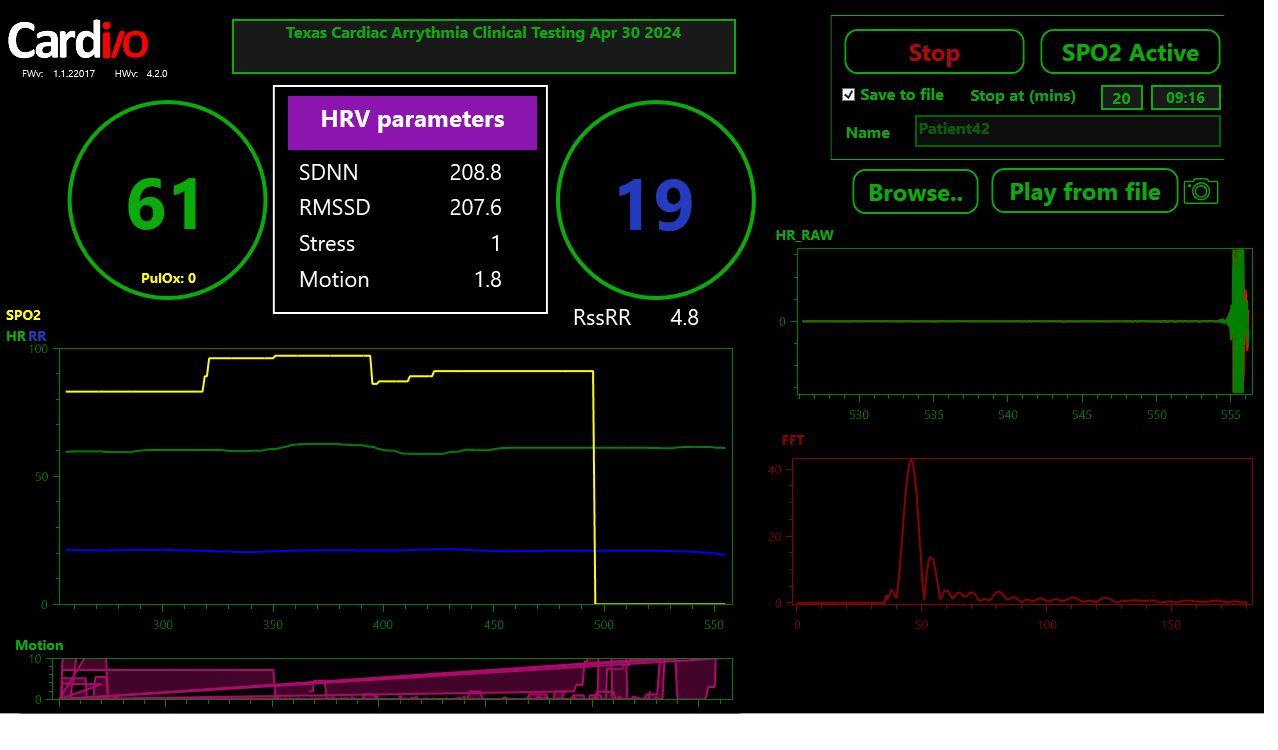 Cardi/o
FWv: 1.1.22017 HWv: 4.2.0
Texas Cardiac Arrythmia Clinical Testing Apr 30 2024
Stop
SPO2 Active
Save to file
Stop at (mins)
20
09:16
Name
Patient42
Browse..
Play from file
61
PulOx: 0
HRV parameters
SDNN 208.8
RMSSD 207.6
Stress 1
Motion 1.8
19
RssRR 4.8
SPO2
HR RR
100
50
0
300 350 400 450 500 550
Motion
10
0
HR_RAW
0
530 535 540 545 550 555
FFT
40
20
0
0 50 100 150